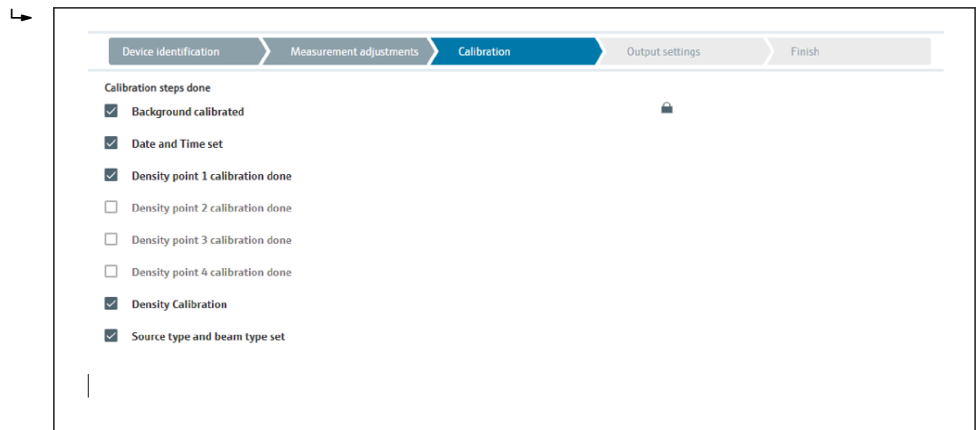 Device identification Measurement adjustments Calibration Output settings Finish
Calibration steps done
Background calibrated
Date and Time set
Density point 1 calibration done
Density point 2 calibration done
Density point 3 calibration done
Density point 4 calibration done
Density Calibration
Source type and beam type set